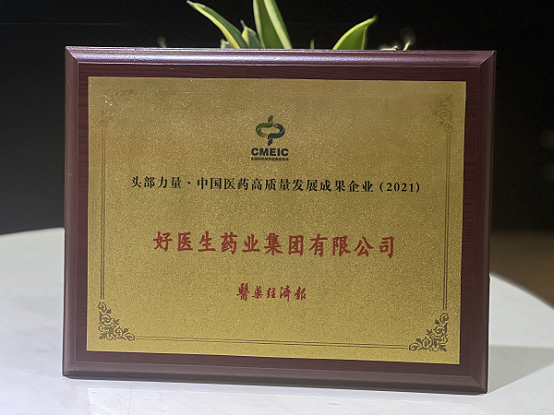 CMEIC
头部力量·中国医药高质量发展成果企业(2021)
好医生药业集团有限公司
醫藥经濟報